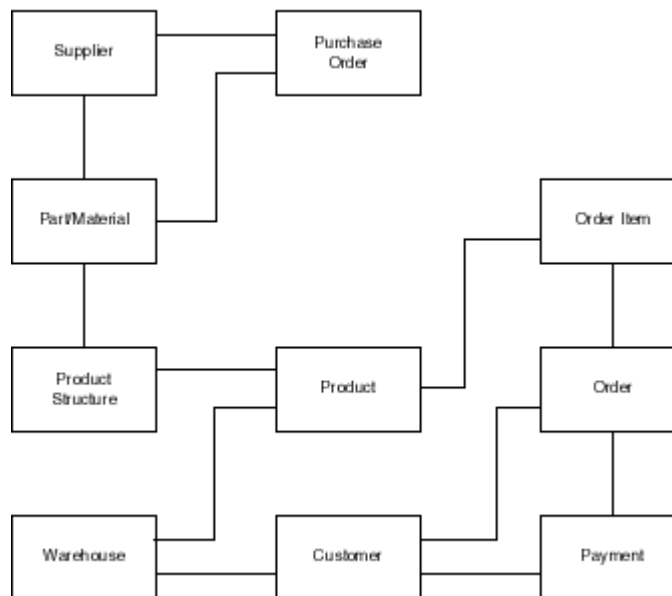 Supplier
Purchase
Order
Part/Material
Order Item
Product
Structure
Product
Order
Warehouse
Customer
Payment